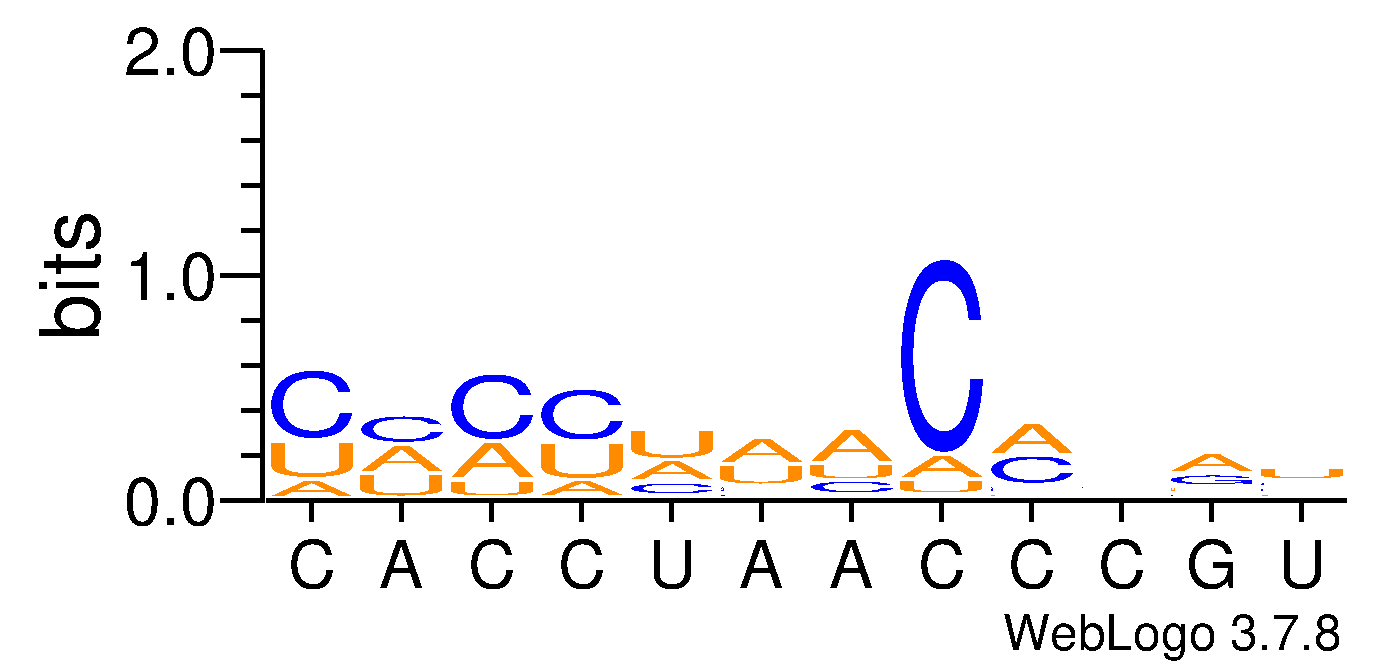 2.0
bits
1.0
0.0
C C C C C
U A A U U A A A A A U
A U U A A U U C G
C C U
C A C C U A A C C C G U
WebLogo 3.7.8